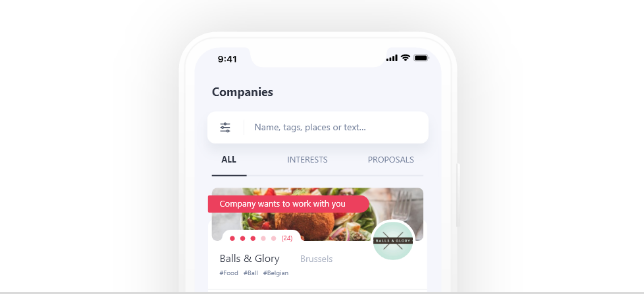 9:41
Companies
Name, tags, places or text...
ALL INTERESTS PROPOSALS
Company wants to work with you
BALLS & GLORY
(24)
Balls & Glory Brussels
#Food #Bali #Belgian